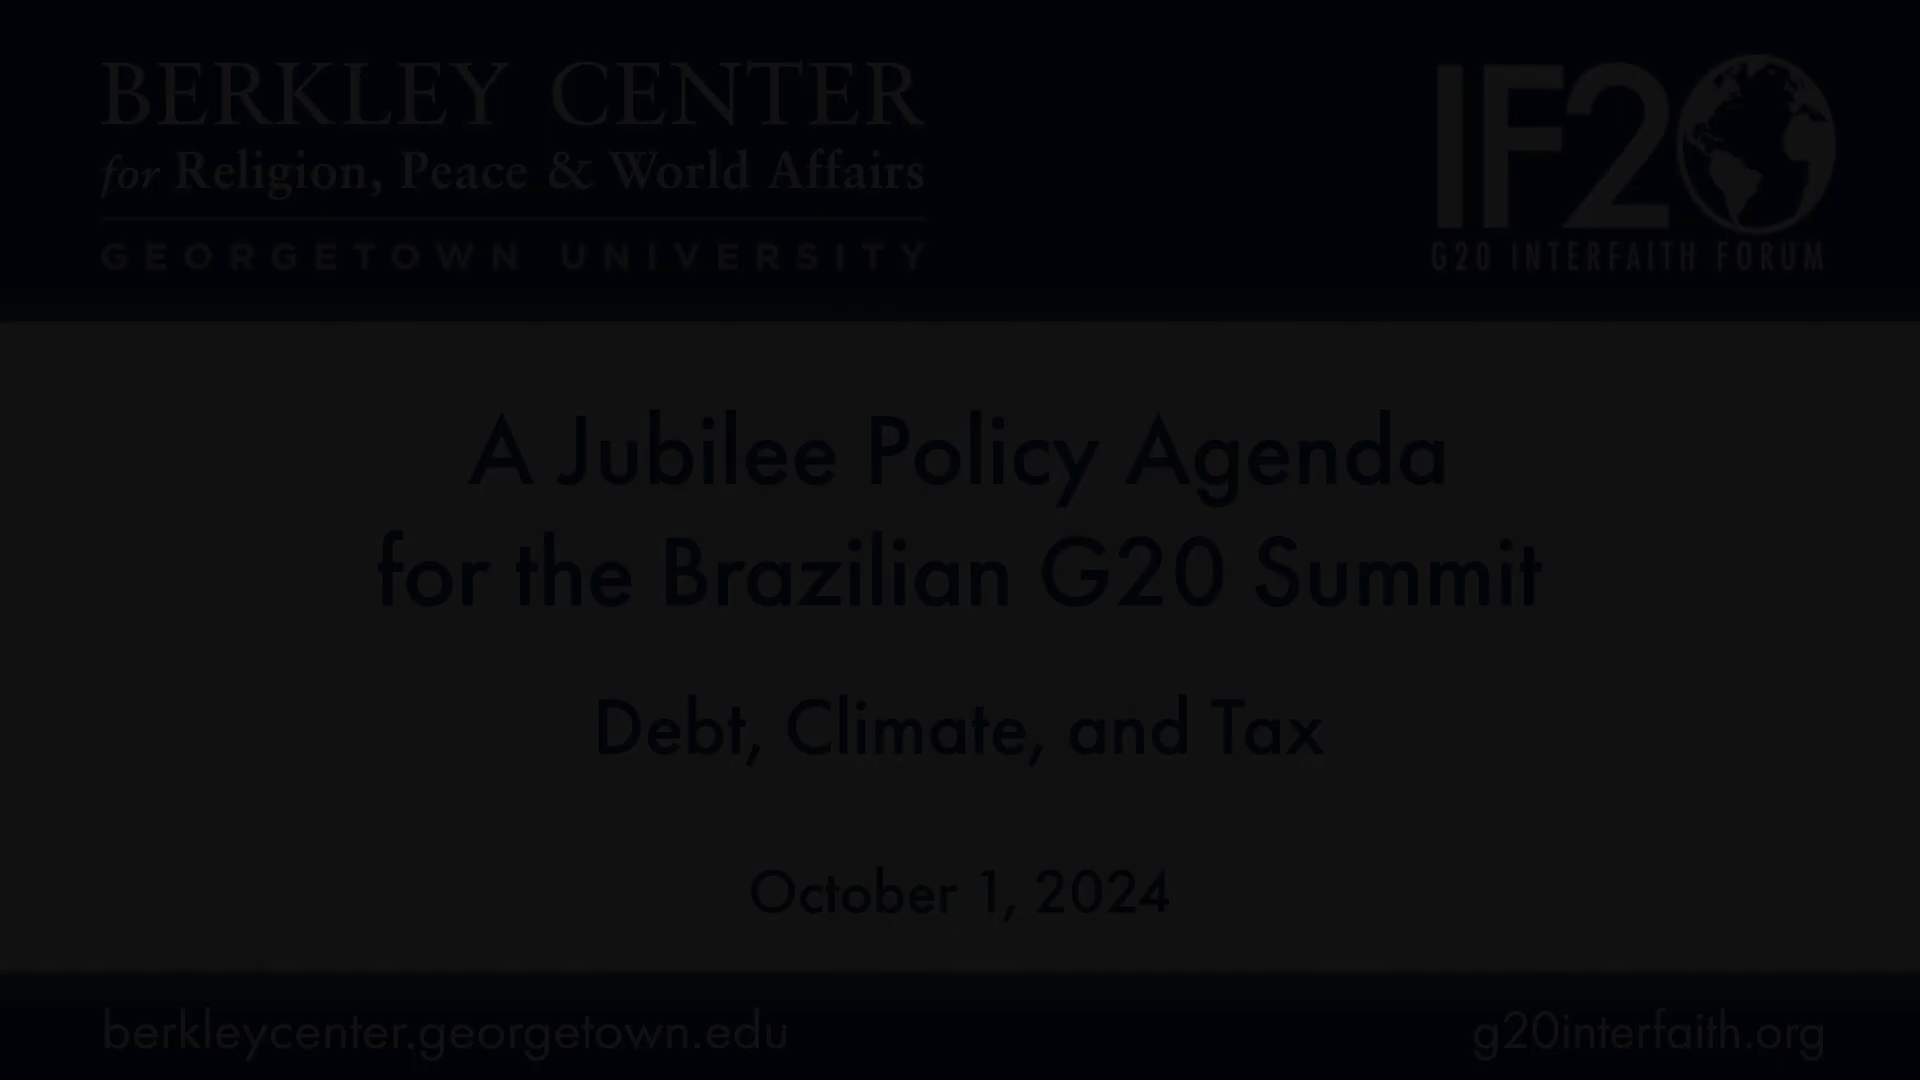 BERKLEY CENTER
for Religion, Peace & World Affairs
GEORGETOWN UNIVERSITY
IF20
G20 INTERFAITH FORUM
A Jubilee Policy Agenda
for the Brazilian G20 Summit
Debt, Climate, and Tax
October 1, 2024
berkleycenter.georgetown.edu
g20interfaith.org